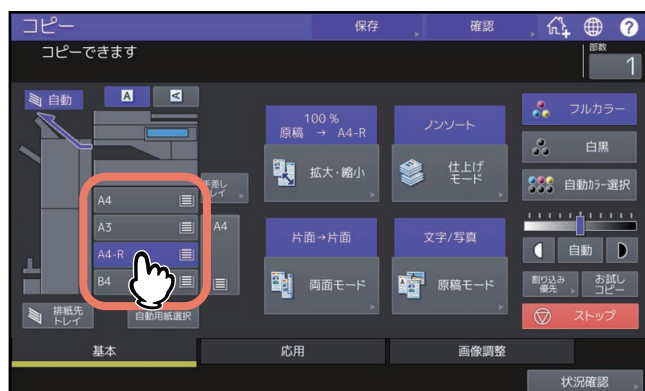 コピー
保存
確認
?
コピーできます
部数
1
自動
A
A
100 %
原稿 → A4-R
ノンソート
フルカラー
白黒
拡大・縮小
仕上げ
モード
自動カラー選択
手差し
トレイ
A4
A3
A4-R
B4
A4
片面→片面
文字/写真
自動
両面モード
原稿モード
割り込み
優先
お試し
コピー
排紙先
トレイ
自動用紙選択
ストップ
基本
応用
画像調整
状況確認